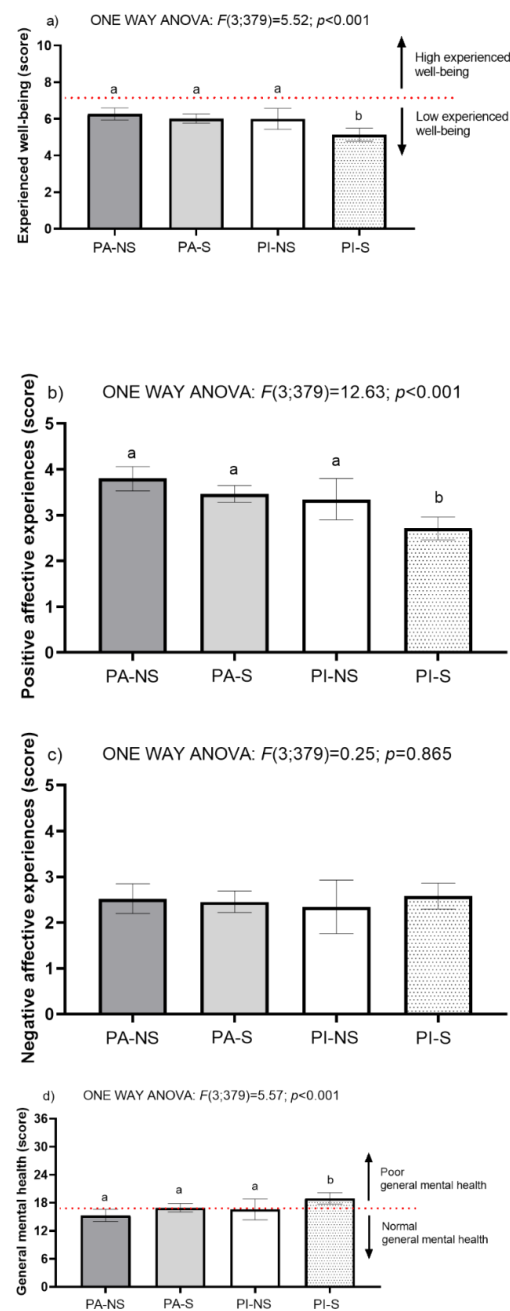 a) ONE WAY ANOVA: F(3;379)=5.52; p<0.001
Experienced well-being (score)
10
8
6
4
2
0
a
a
a
b
High experienced
well-being
Low experienced
well-being
PA-NS PA-S PI-NS PI-S
b) ONE WAY ANOVA: F(3;379)=12.63; p<0.001
Positive affective experiences (score)
5
4
3
2
1
0
a
a
a
b
PA-NS PA-S PI-NS PI-S
c) ONE WAY ANOVA: F(3;379)=0.25; p=0.865
Negative affective experiences (score)
5
4
3
2
1
0
PA-NS PA-S PI-NS PI-S
d) ONE WAY ANOVA: F(3;379)=5.57; p<0.001
General mental health (score)
36
30
24
18
12
6
0
a
a
a
b
Poor
general mental health
Normal
general mental health
PA-NS PA-S PI-NS PI-S